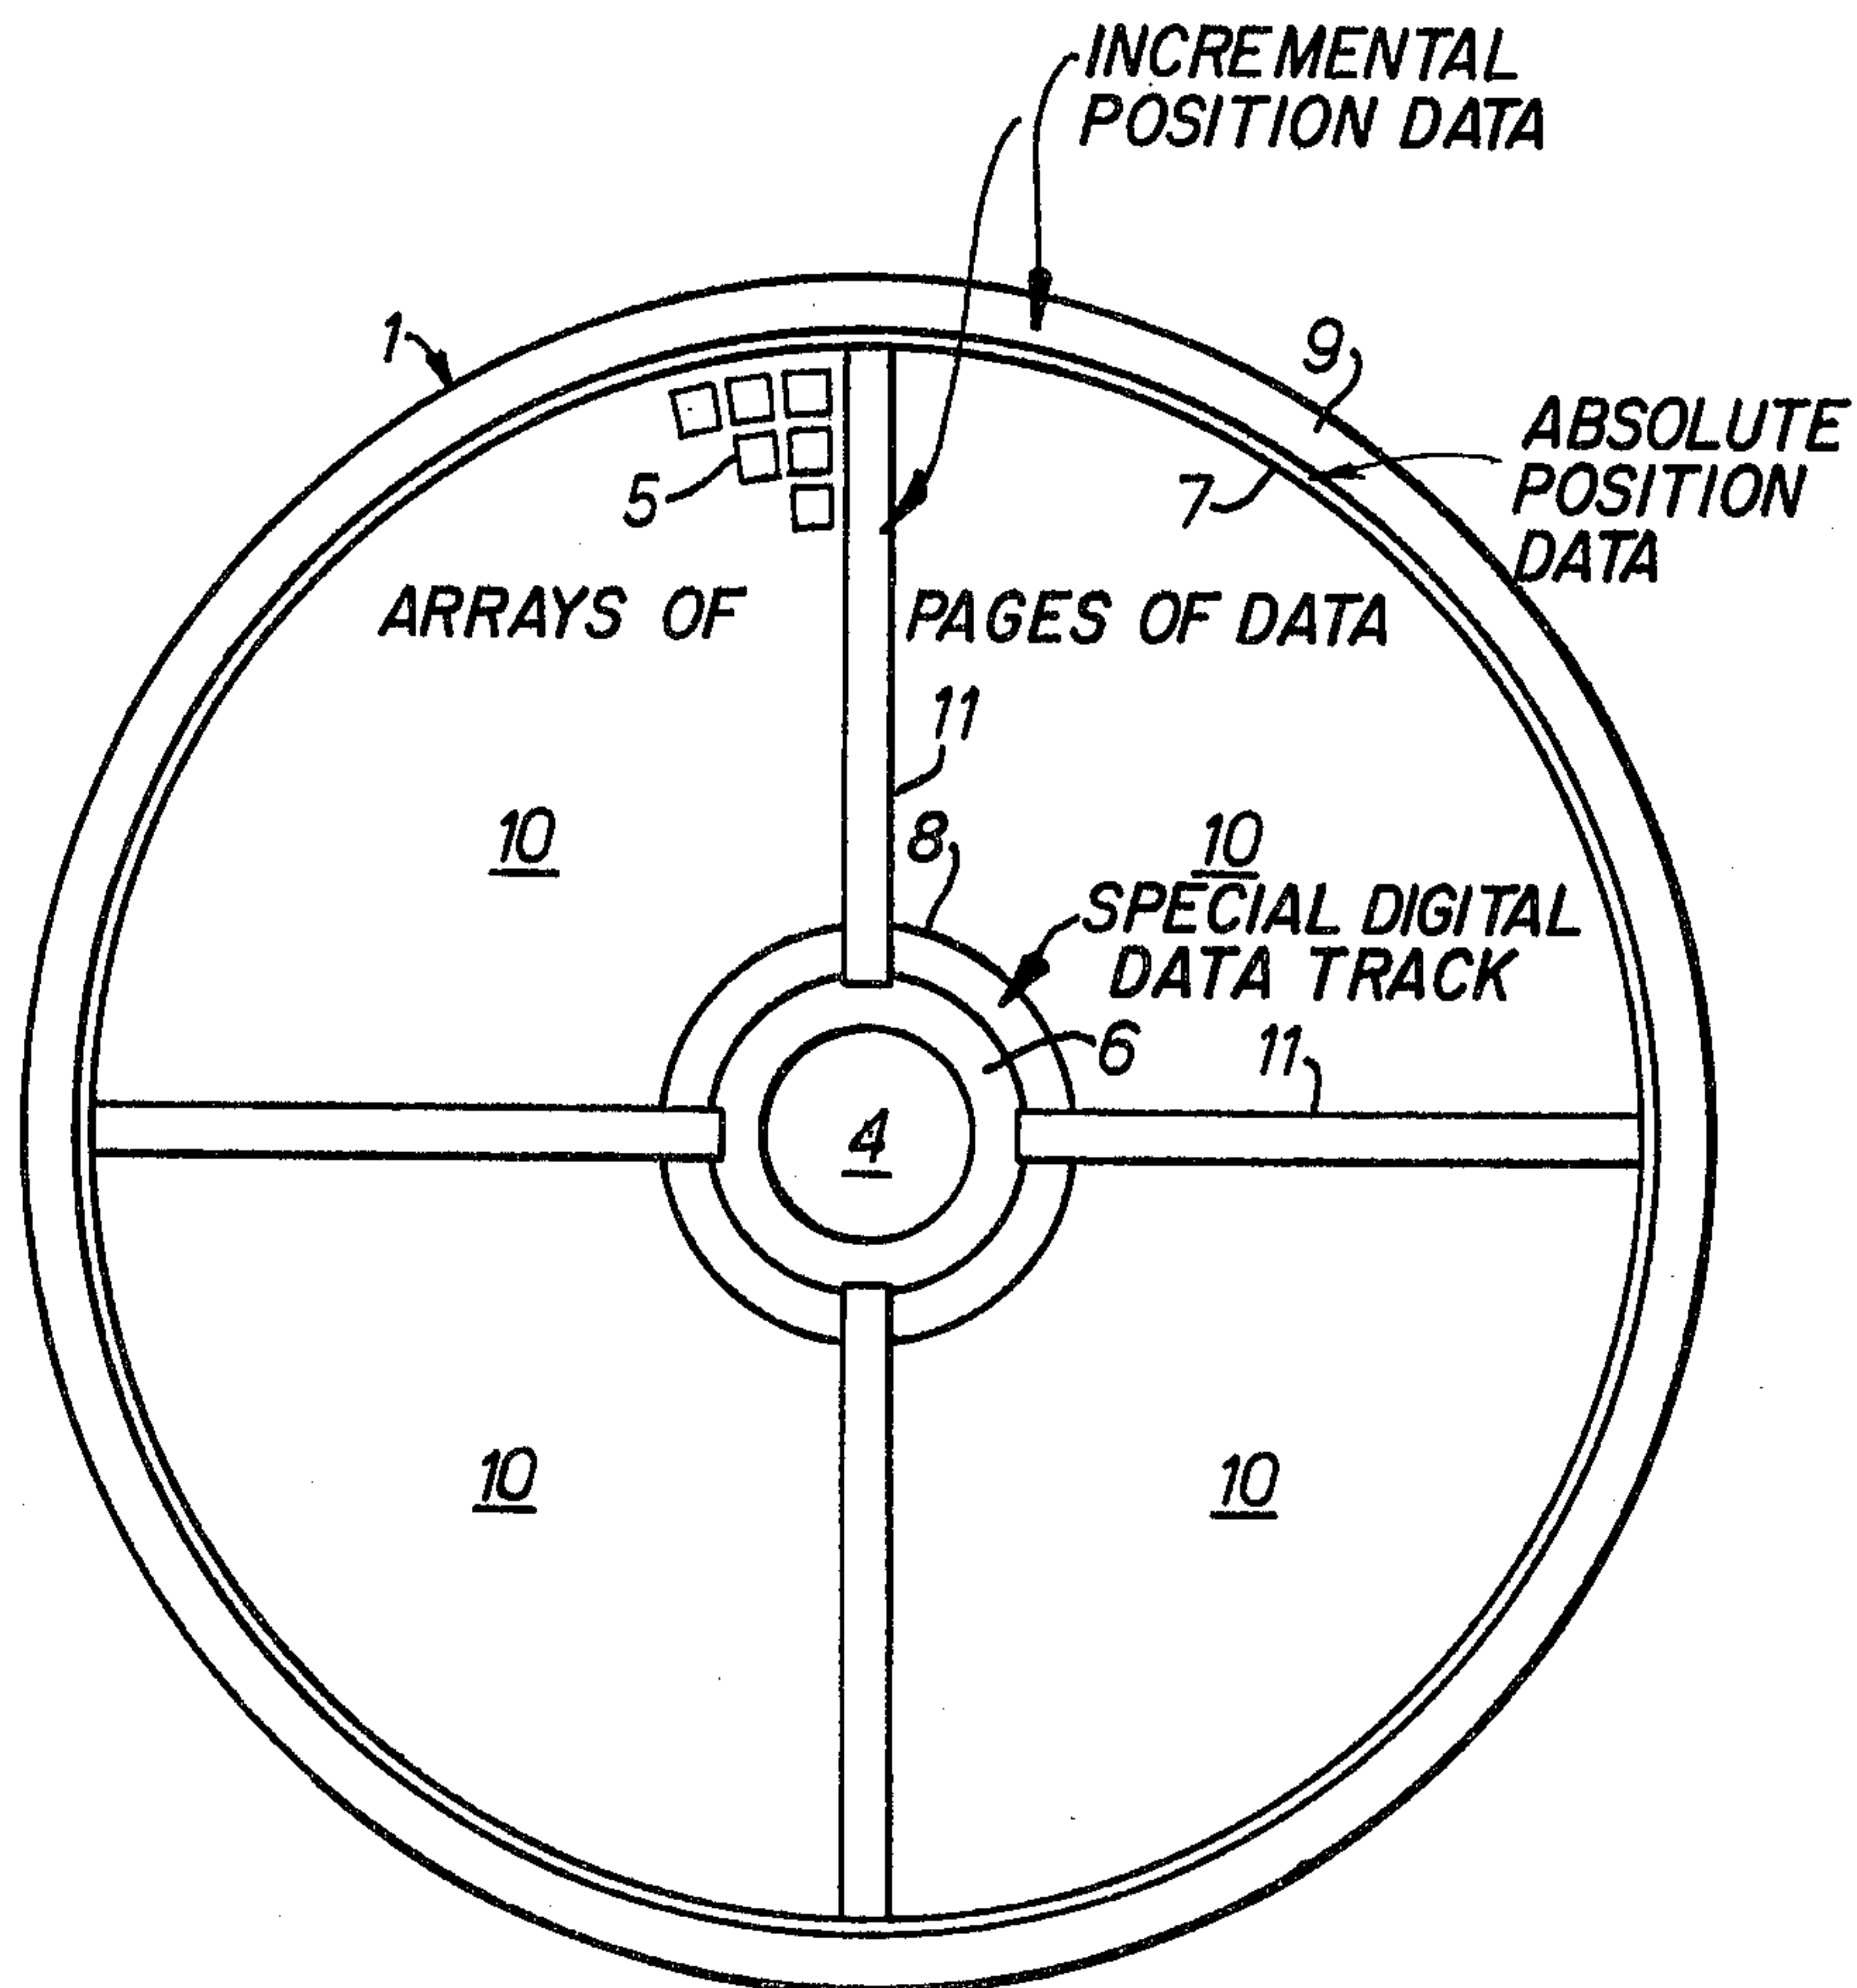 INCREMENTAL
POSITION DATA
1
9
ABSOLUTE
POSITION
DATA
5
7
ARRAYS OF PAGES OF DATA
11
10
8
10
SPECIAL DIGITAL
DATA TRACK
6
11
4
10
10